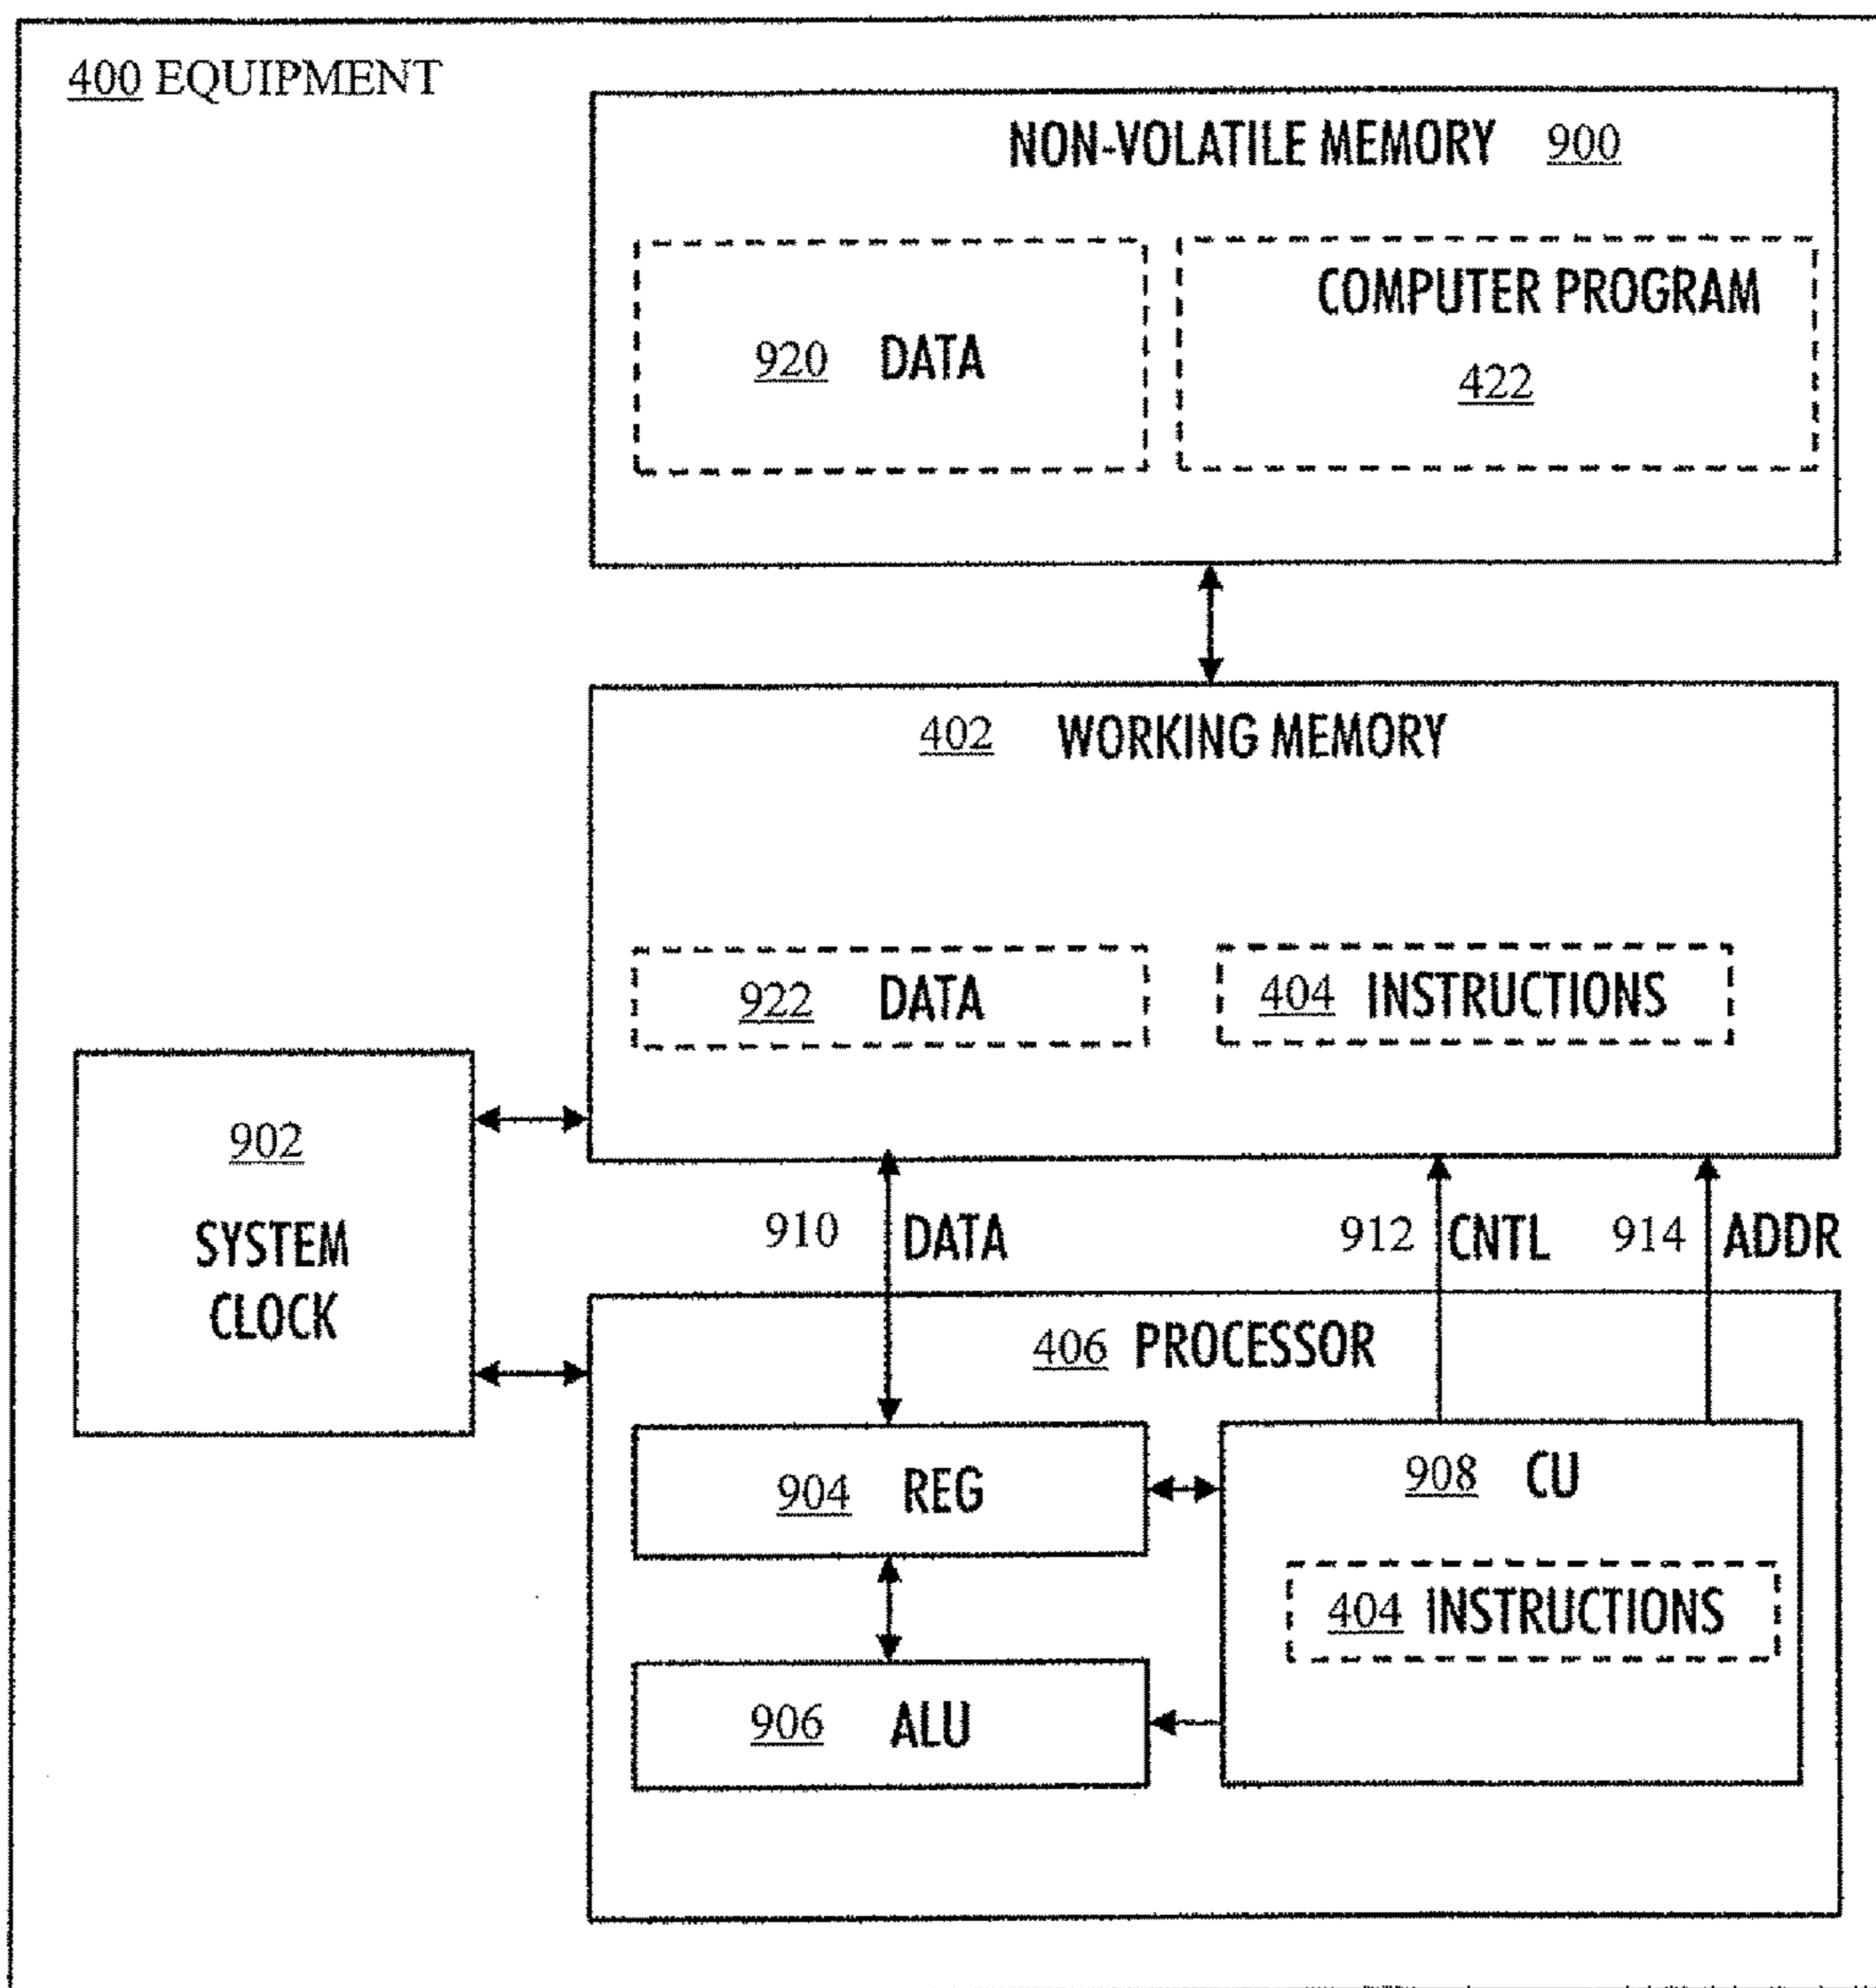 400 EQUIPMENT
NON-VOLATILE MEMORY 900
920 DATA
COMPUTER PROGRAM
422
402 WORKING MEMORY
922 DATA
404 INSTRUCTIONS
902
SYSTEM
CLOCK
910 DATA
912 CNTL
914 ADDR
406 PROCESSOR
904 REG
908 CU
404 INSTRUCTIONS
906 ALU